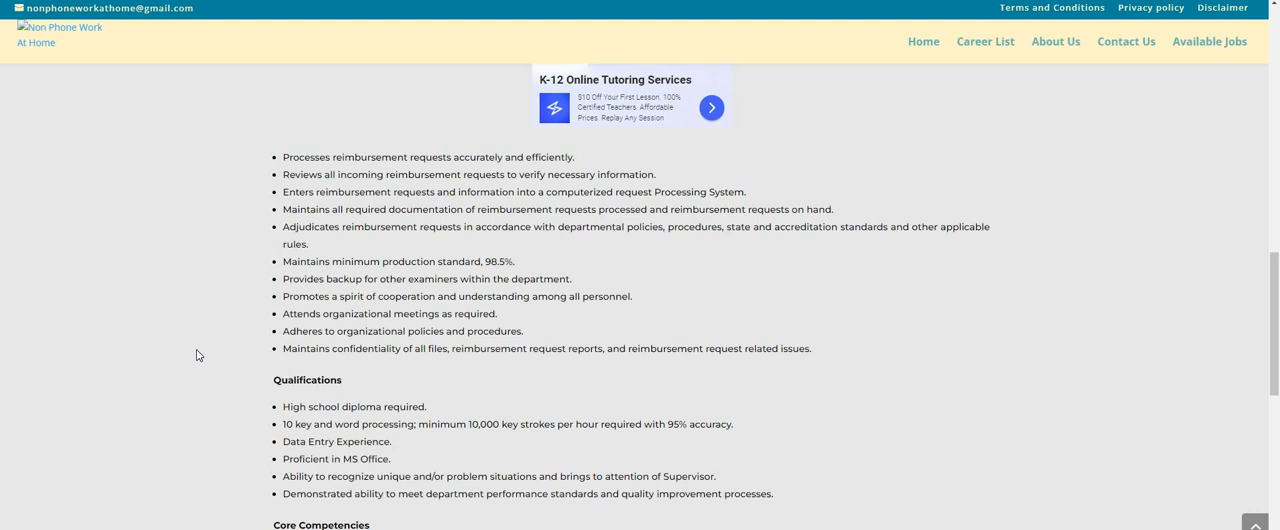 nonphoneworkathome@gmail.com
Terms and Conditions Privacy policy Disclaimer
Non Phone Work
At Home
Home Career List About Us Contact Us Available Jobs
K-12 Online Tutoring Services
$10 Off Your First Lesson, 100%
Certified Teachers. Affordable
Prices. Replay Any Session
Processes reimbursement requests accurately and efficiently.
Reviews all incoming reimbursement requests to verify necessary information.
Enters reimbursement requests and information into a computerized request Processing System.
Maintains all required documentation of reimbursement requests processed and reimbursement requests on hand.
Adjudicates reimbursement requests in accordance with departmental policies, procedures, state and accreditation standards and other applicable
rules.
Maintains minimum production standard, 98.5%.
Provides backup for other examiners within the department.
Promotes a spirit of cooperation and understanding among all personnel.
Attends organizational meetings as required.
Adheres to organizational policies and procedures.
Maintains confidentiality of all files, reimbursement request reports, and reimbursement request related issues.
Qualifications
High school diploma required.
10 key and word processing; minimum 10,000 key strokes per hour required with 95% accuracy.
Data Entry Experience.
Proficient in MS Office.
Ability to recognize unique and/or problem situations and brings to attention of Supervisor.
Demonstrated ability to meet department performance standards and quality improvement processes.
Core Competencies